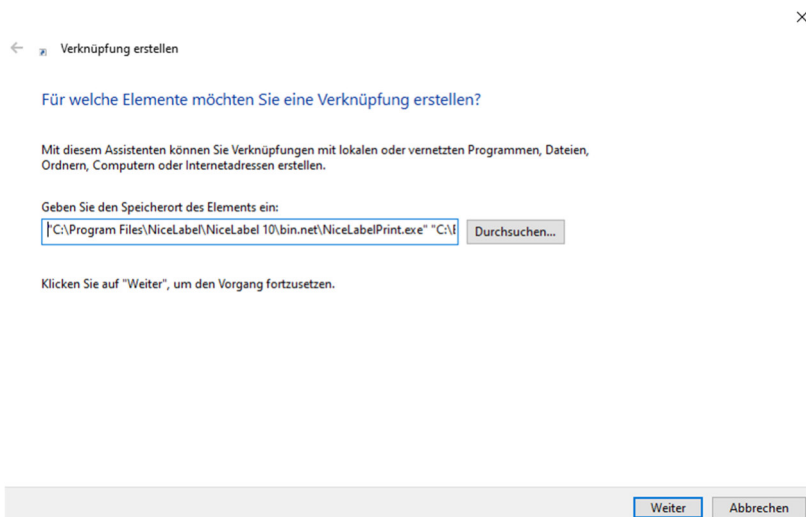 Verknüpfung erstellen
Für welche Elemente möchten Sie eine Verknüpfung erstellen?
Mit diesem Assistenten können Sie Verknüpfungen mit lokalen oder vernetzten Programmen, Dateien,
Ordnern, Computern oder Internetadressen erstellen.
Geben Sie den Speicherort des Elements ein:
"C:\Program Files\NiceLabel\NiceLabel 10\bin.net\NiceLabelPrint.exe" "C:\
Durchsuchen...
Klicken Sie auf "Weiter", um den Vorgang fortzusetzen.
Weiter
Abbrechen